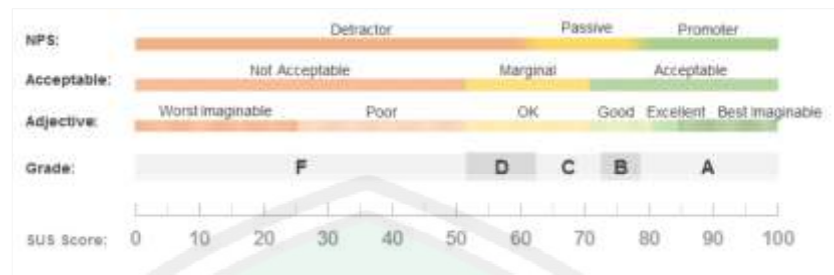 Detractor Passive Promoter
NPS:
Not Acceptable Marginal Acceptable
Acceptable:
Worst Imaginable Poor OK Good Excellent Best Imaginable
Adjective:
Grade: F D C B A
SUS Score: 0 10 20 30 40 50 60 70 80 90 100